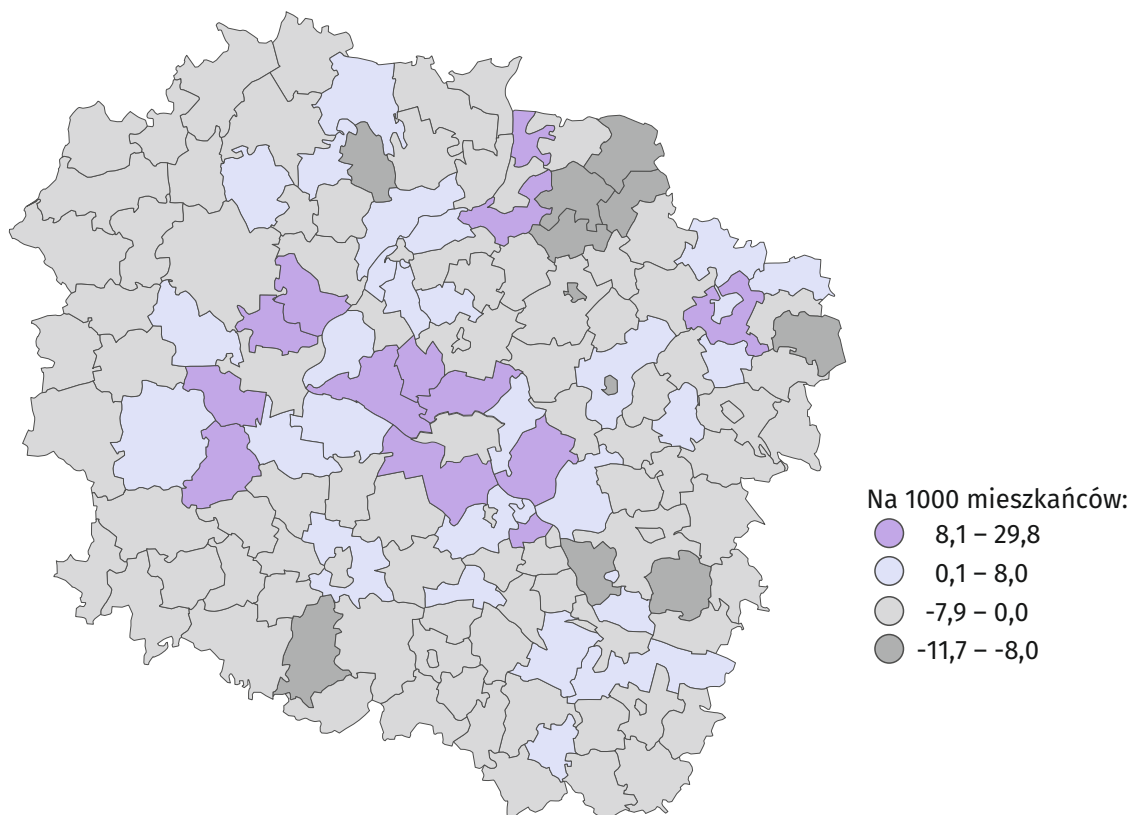 Na 1000 mieszkańców:
8,1 – 29,8
0,1 – 8,0
-7,9 – 0,0
-11,7 – -8,0